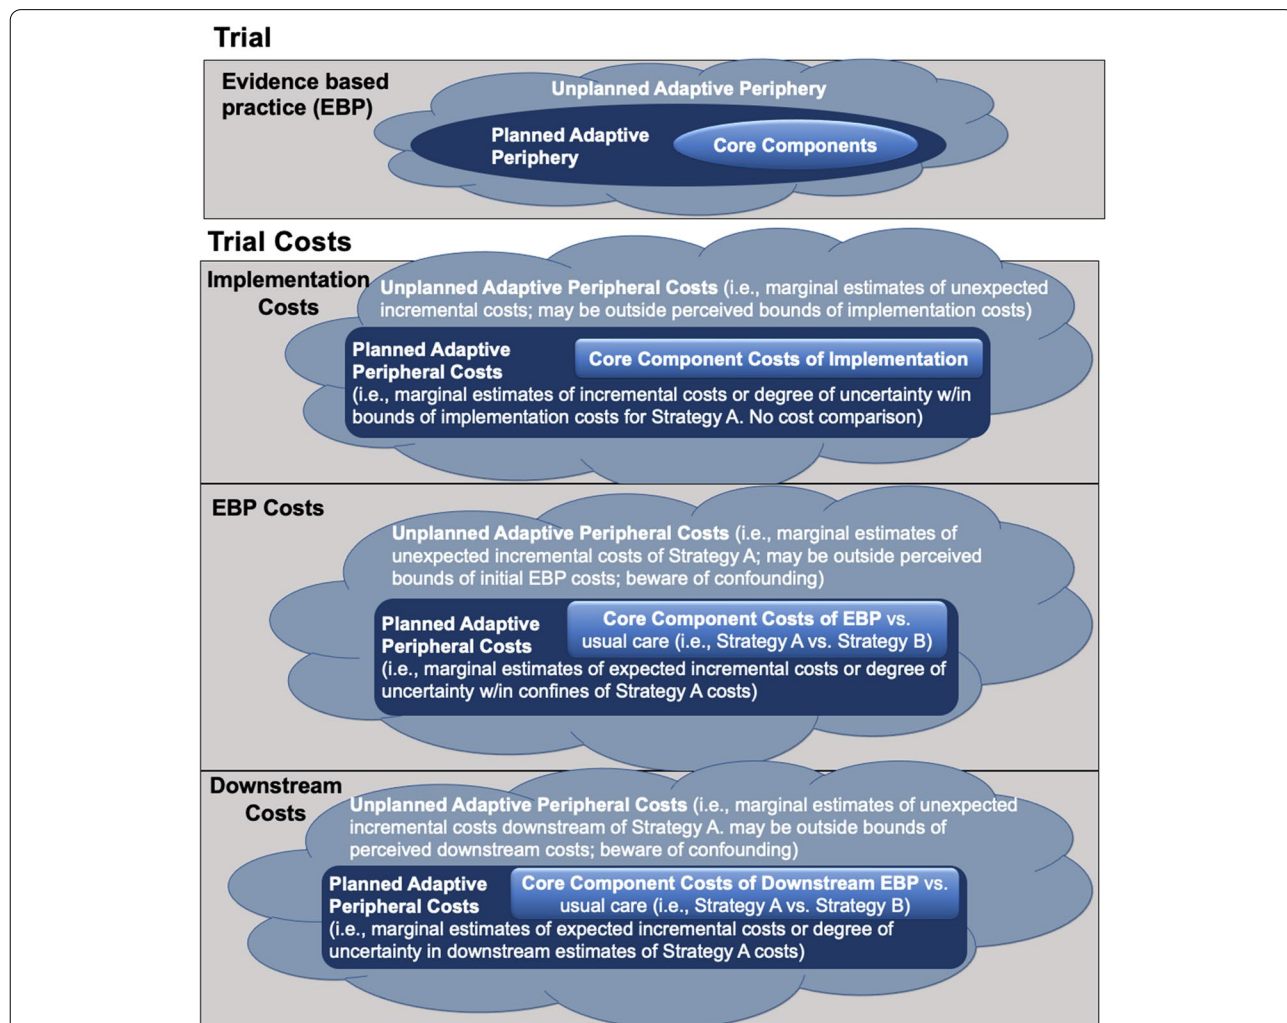 Trial
Evidence based
practice (EBP)
Unplanned Adaptive Periphery
Planned Adaptive
Periphery
Core Components
Trial Costs
Implementation
Costs
Unplanned Adaptive Peripheral Costs (i.e., marginal estimates of unexpected
incremental costs; may be outside perceived bounds of implementation costs)
Planned Adaptive
Peripheral Costs
Core Component Costs of Implementation
(i.e., marginal estimates of incremental costs or degree of uncertainty w/in
bounds of implementation costs for Strategy A. No cost comparison)
EBP Costs
Unplanned Adaptive Peripheral Costs (i.e., marginal estimates of
unexpected incremental costs of Strategy A; may be outside perceived
bounds of initial EBP costs; beware of confounding)
Planned Adaptive
Peripheral Costs
Core Component Costs of EBP vs.
usual care (i.e., Strategy A vs. Strategy B)
(i.e., marginal estimates of expected incremental costs or degree of
uncertainty w/in confines of Strategy A costs)
Downstream
Costs
Unplanned Adaptive Peripheral Costs (i.e., marginal estimates of unexpected
incremental costs downstream of Strategy A. may be outside bounds of
perceived downstream costs; beware of confounding)
Planned Adaptive
Peripheral Costs
Core Component Costs of Downstream EBP vs.
usual care (i.e., Strategy A vs. Strategy B)
(i.e., marginal estimates of expected incremental costs or degree of
uncertainty in downstream estimates of Strategy A costs)